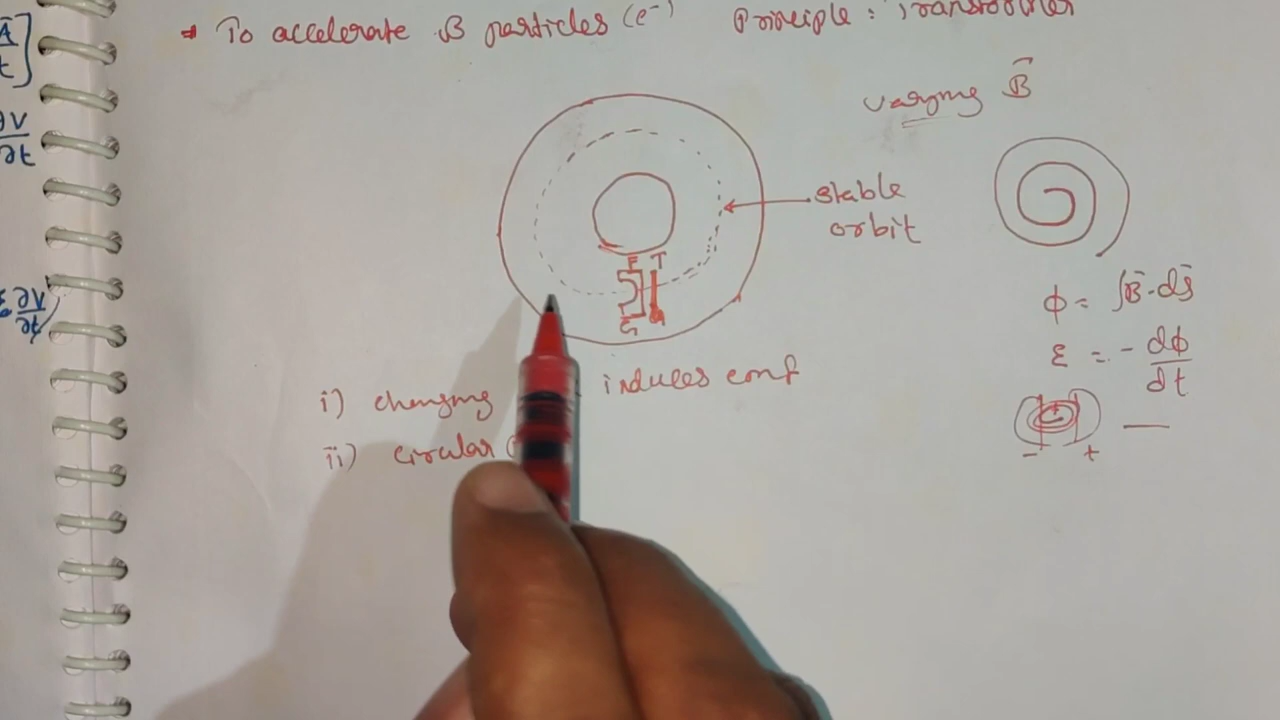 To accelerate β particles (e⁻) Principle : Transformer
varying B⃗
stable
orbit
F T
G
ϕ = ∫B⃗·ds⃗
ε = - dϕ/dt
- +
i) changing induces emf
ii) circular
∂V
∂t